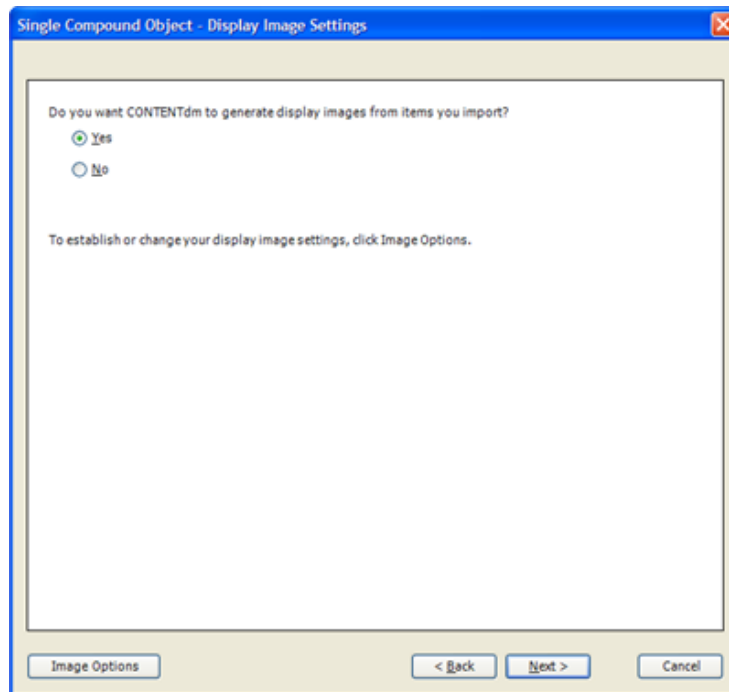 Single Compound Object - Display Image Settings
Do you want CONTENTdm to generate display images from items you import?
Yes
No
To establish or change your display image settings, click Image Options.
Image Options
< Back
Next >
Cancel